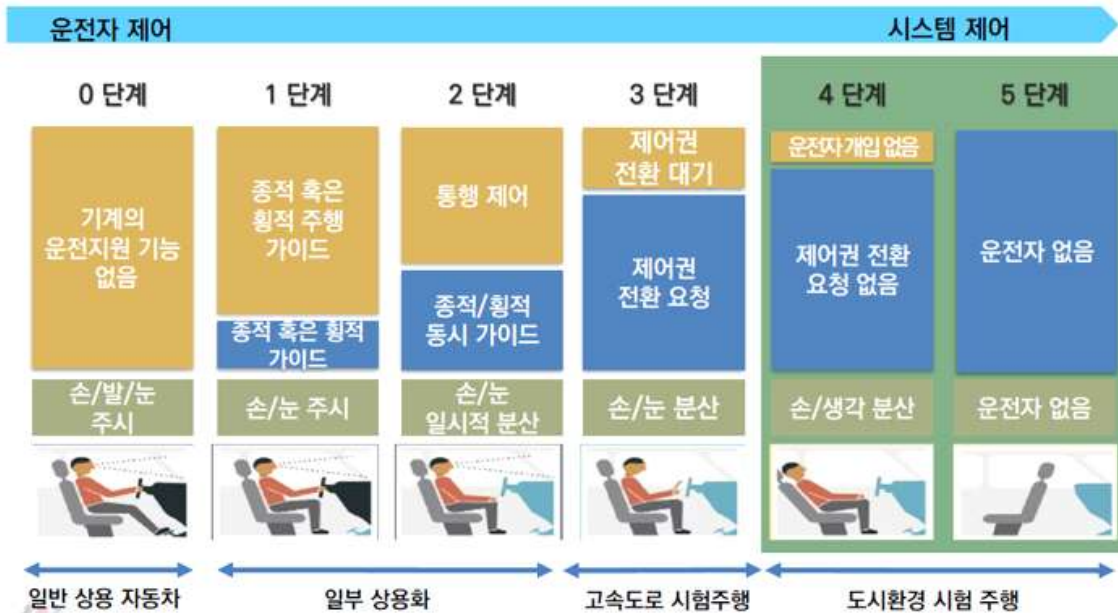 운전자 제어
시스템 제어
0 단계
1 단계
2 단계
3 단계
4 단계
5 단계
기계의
운전지원 기능
없음
종적 혹은
횡적 주행
가이드
종적 혹은 횡적
가이드
통행 제어
종적/횡적
동시 가이드
제어권
전환 대기
제어권
전환 요청
운전자 개입 없음
제어권 전환
요청 없음
운전자 없음
손/발/눈
주시
손/눈 주시
손/눈
일시적 분산
손/눈 분산
손/생각 분산
운전자 없음
일반 상용 자동차
일부 상용화
고속도로 시험주행
도시환경 시험 주행